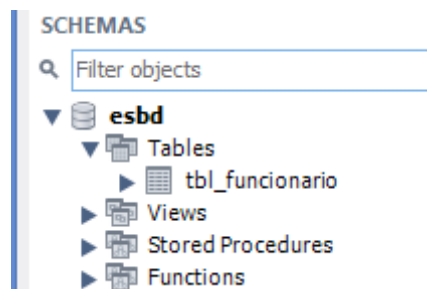 SCHEMAS
Filter objects
esbd
Tables
tbl_funcionario
Views
Stored Procedures
Functions